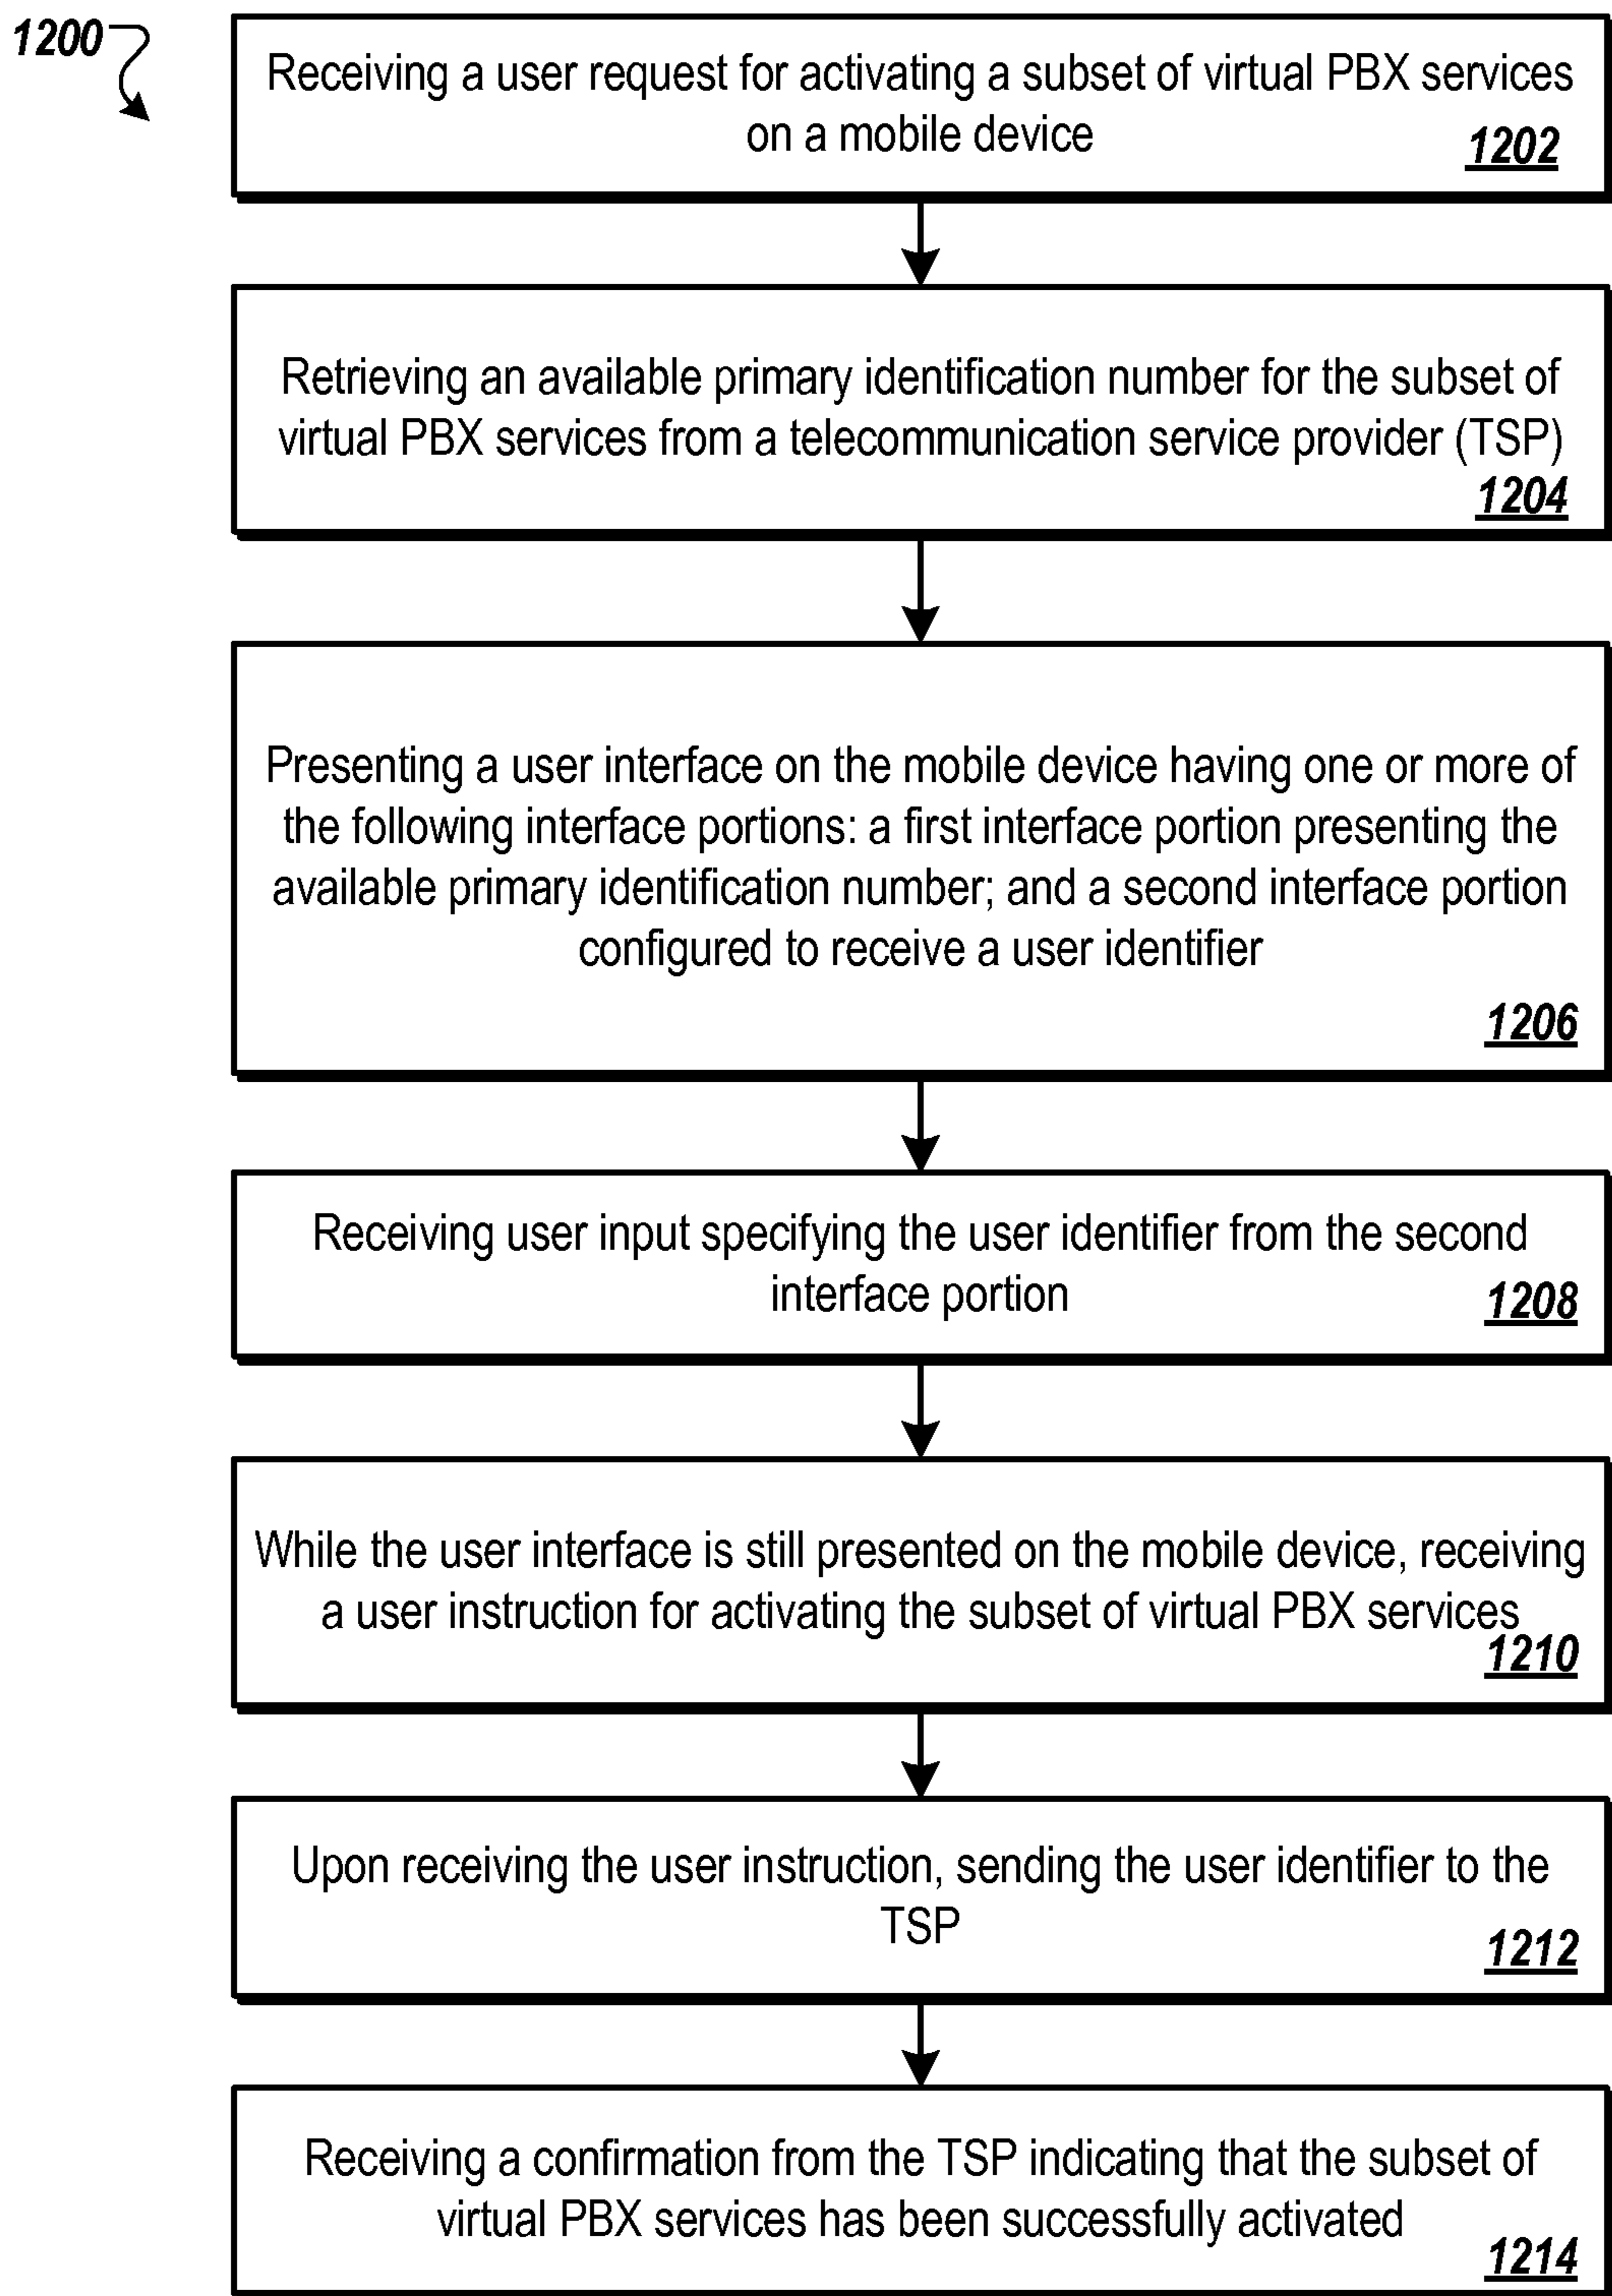 1200
Receiving a user request for activating a subset of virtual PBX services
on a mobile device
1202
Retrieving an available primary identification number for the subset of
virtual PBX services from a telecommunication service provider (TSP)
1204
Presenting a user interface on the mobile device having one or more of
the following interface portions: a first interface portion presenting the
available primary identification number; and a second interface portion
configured to receive a user identifier
1206
Receiving user input specifying the user identifier from the second
interface portion
1208
While the user interface is still presented on the mobile device, receiving
a user instruction for activating the subset of virtual PBX services
1210
Upon receiving the user instruction, sending the user identifier to the
TSP
1212
Receiving a confirmation from the TSP indicating that the subset of
virtual PBX services has been successfully activated
1214